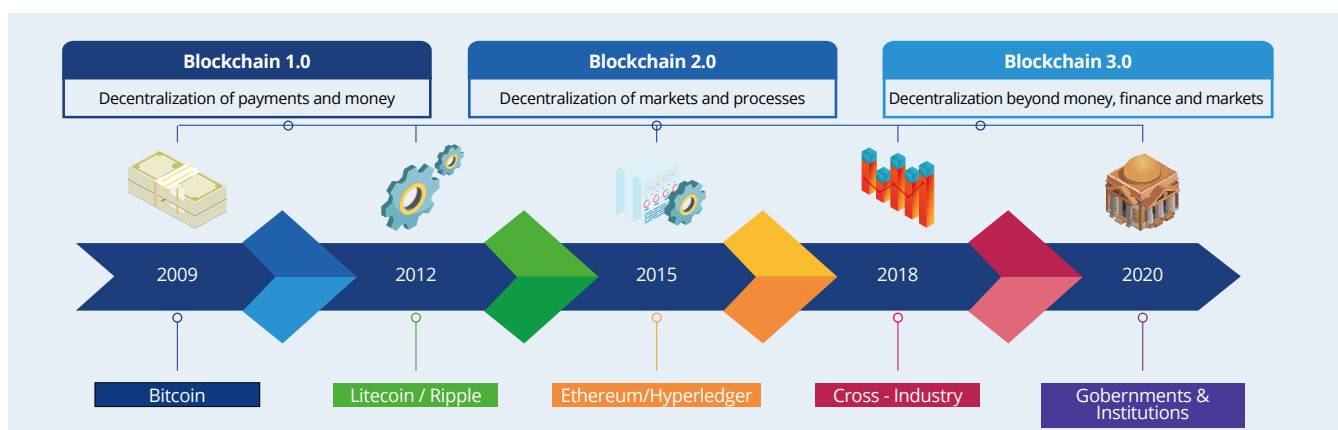 Blockchain 1.0
Decentralization of payments and money
Blockchain 2.0
Decentralization of markets and processes
Blockchain 3.0
Decentralization beyond money, finance and markets
2009
2012
2015
2018
2020
Bitcoin
Litecoin / Ripple
Ethereum/Hyperledger
Cross - Industry
Gobernments &
Institutions